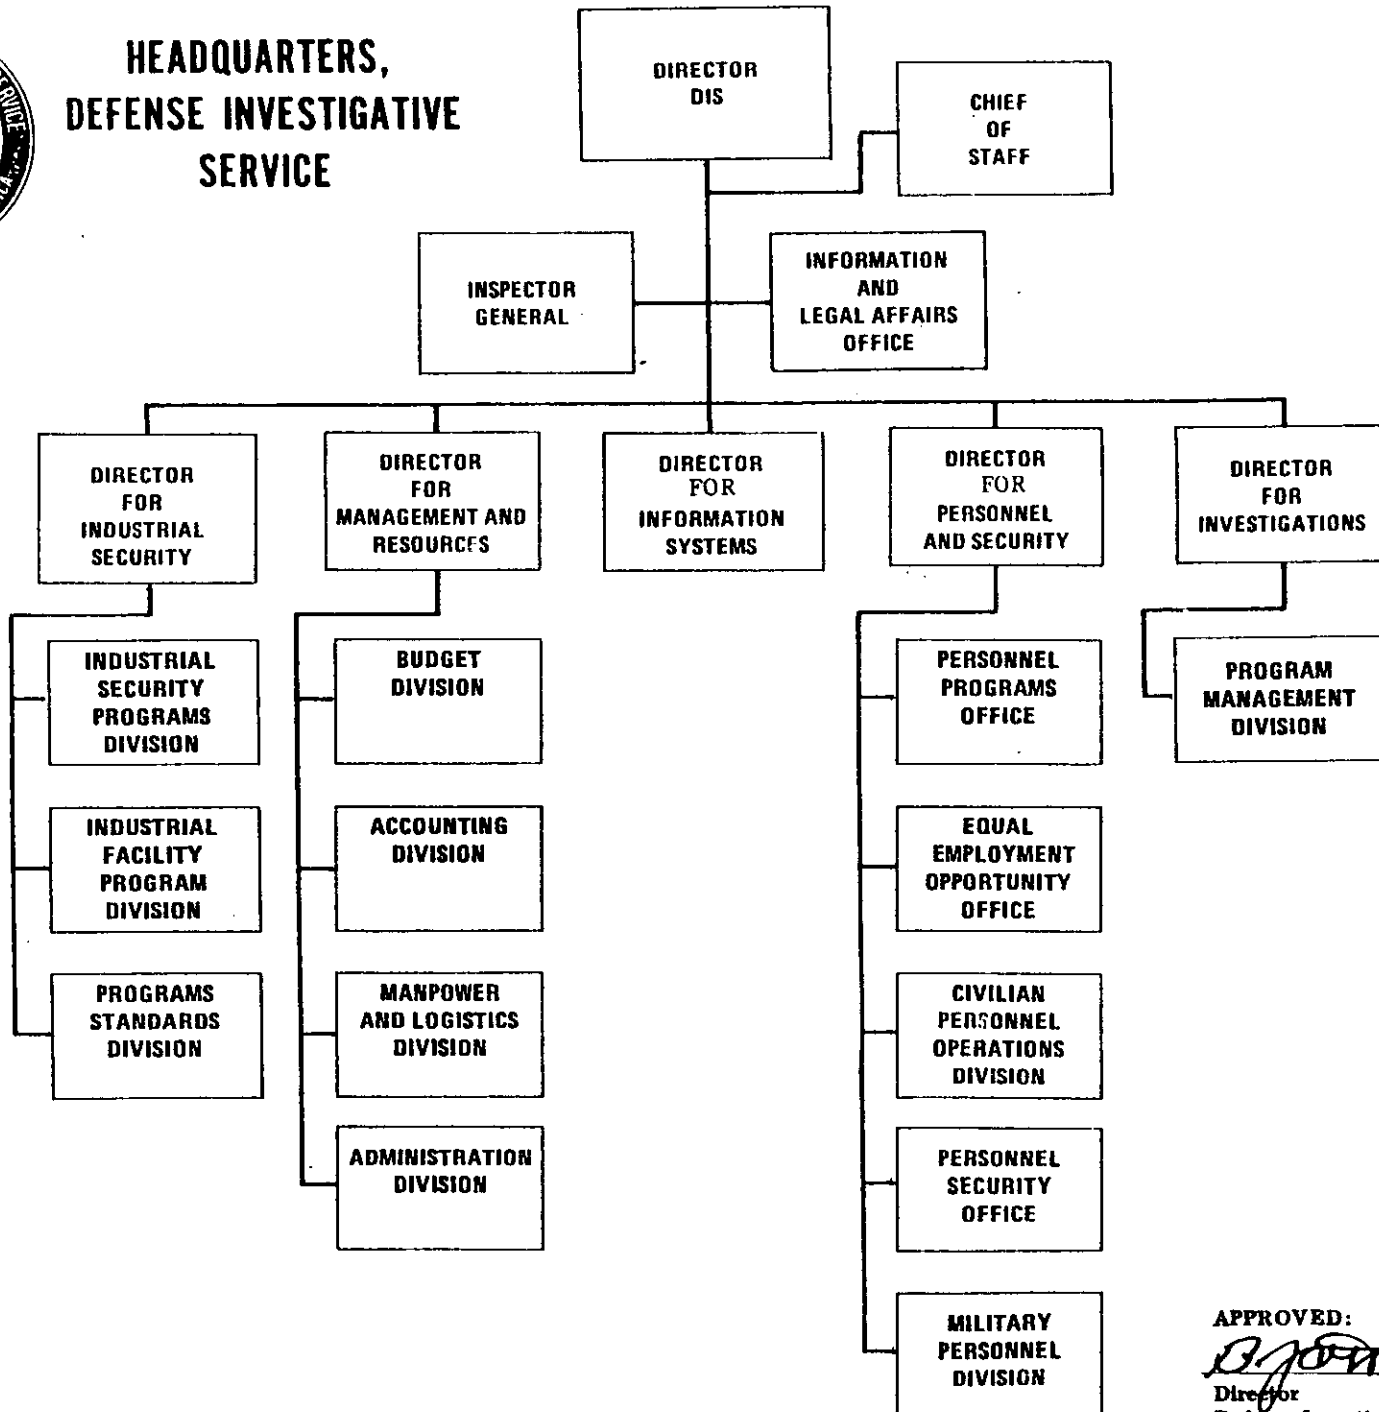 HEADQUARTERS,
DEFENSE INVESTIGATIVE
SERVICE
DIRECTOR
DIS
CHIEF
OF
STAFF
INSPECTOR
GENERAL
INFORMATION
AND
LEGAL AFFAIRS
OFFICE
DIRECTOR
FOR
INDUSTRIAL
SECURITY
DIRECTOR
FOR
MANAGEMENT AND
RESOURCES
DIRECTOR
FOR
INFORMATION
SYSTEMS
DIRECTOR
FOR
PERSONNEL
AND SECURITY
DIRECTOR
FOR
INVESTIGATIONS
INDUSTRIAL
SECURITY
PROGRAMS
DIVISION
INDUSTRIAL
FACILITY
PROGRAM
DIVISION
PROGRAMS
STANDARDS
DIVISION
BUDGET
DIVISION
ACCOUNTING
DIVISION
MANPOWER
AND LOGISTICS
DIVISION
ADMINISTRATION
DIVISION
PERSONNEL
PROGRAMS
OFFICE
EQUAL
EMPLOYMENT
OPPORTUNITY
OFFICE
CIVILIAN
PERSONNEL
OPERATIONS
DIVISION
PERSONNEL
SECURITY
OFFICE
MILITARY
PERSONNEL
DIVISION
PROGRAM
MANAGEMENT
DIVISION
APPROVED:
Director